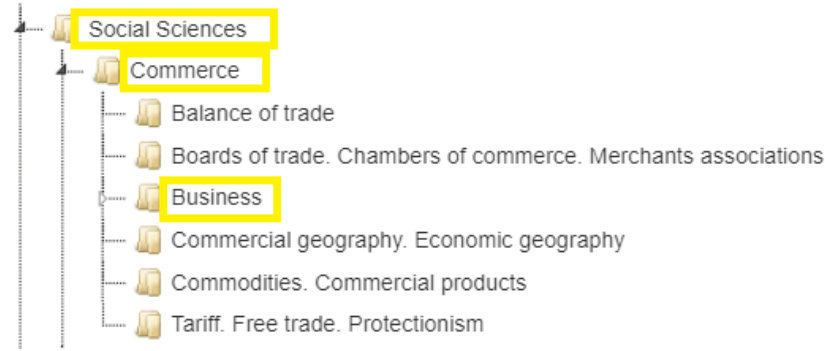 Social Sciences
Commerce
Balance of trade
Boards of trade. Chambers of commerce. Merchants associations
Business
Commercial geography. Economic geography
Commodities. Commercial products
Tariff. Free trade. Protectionism